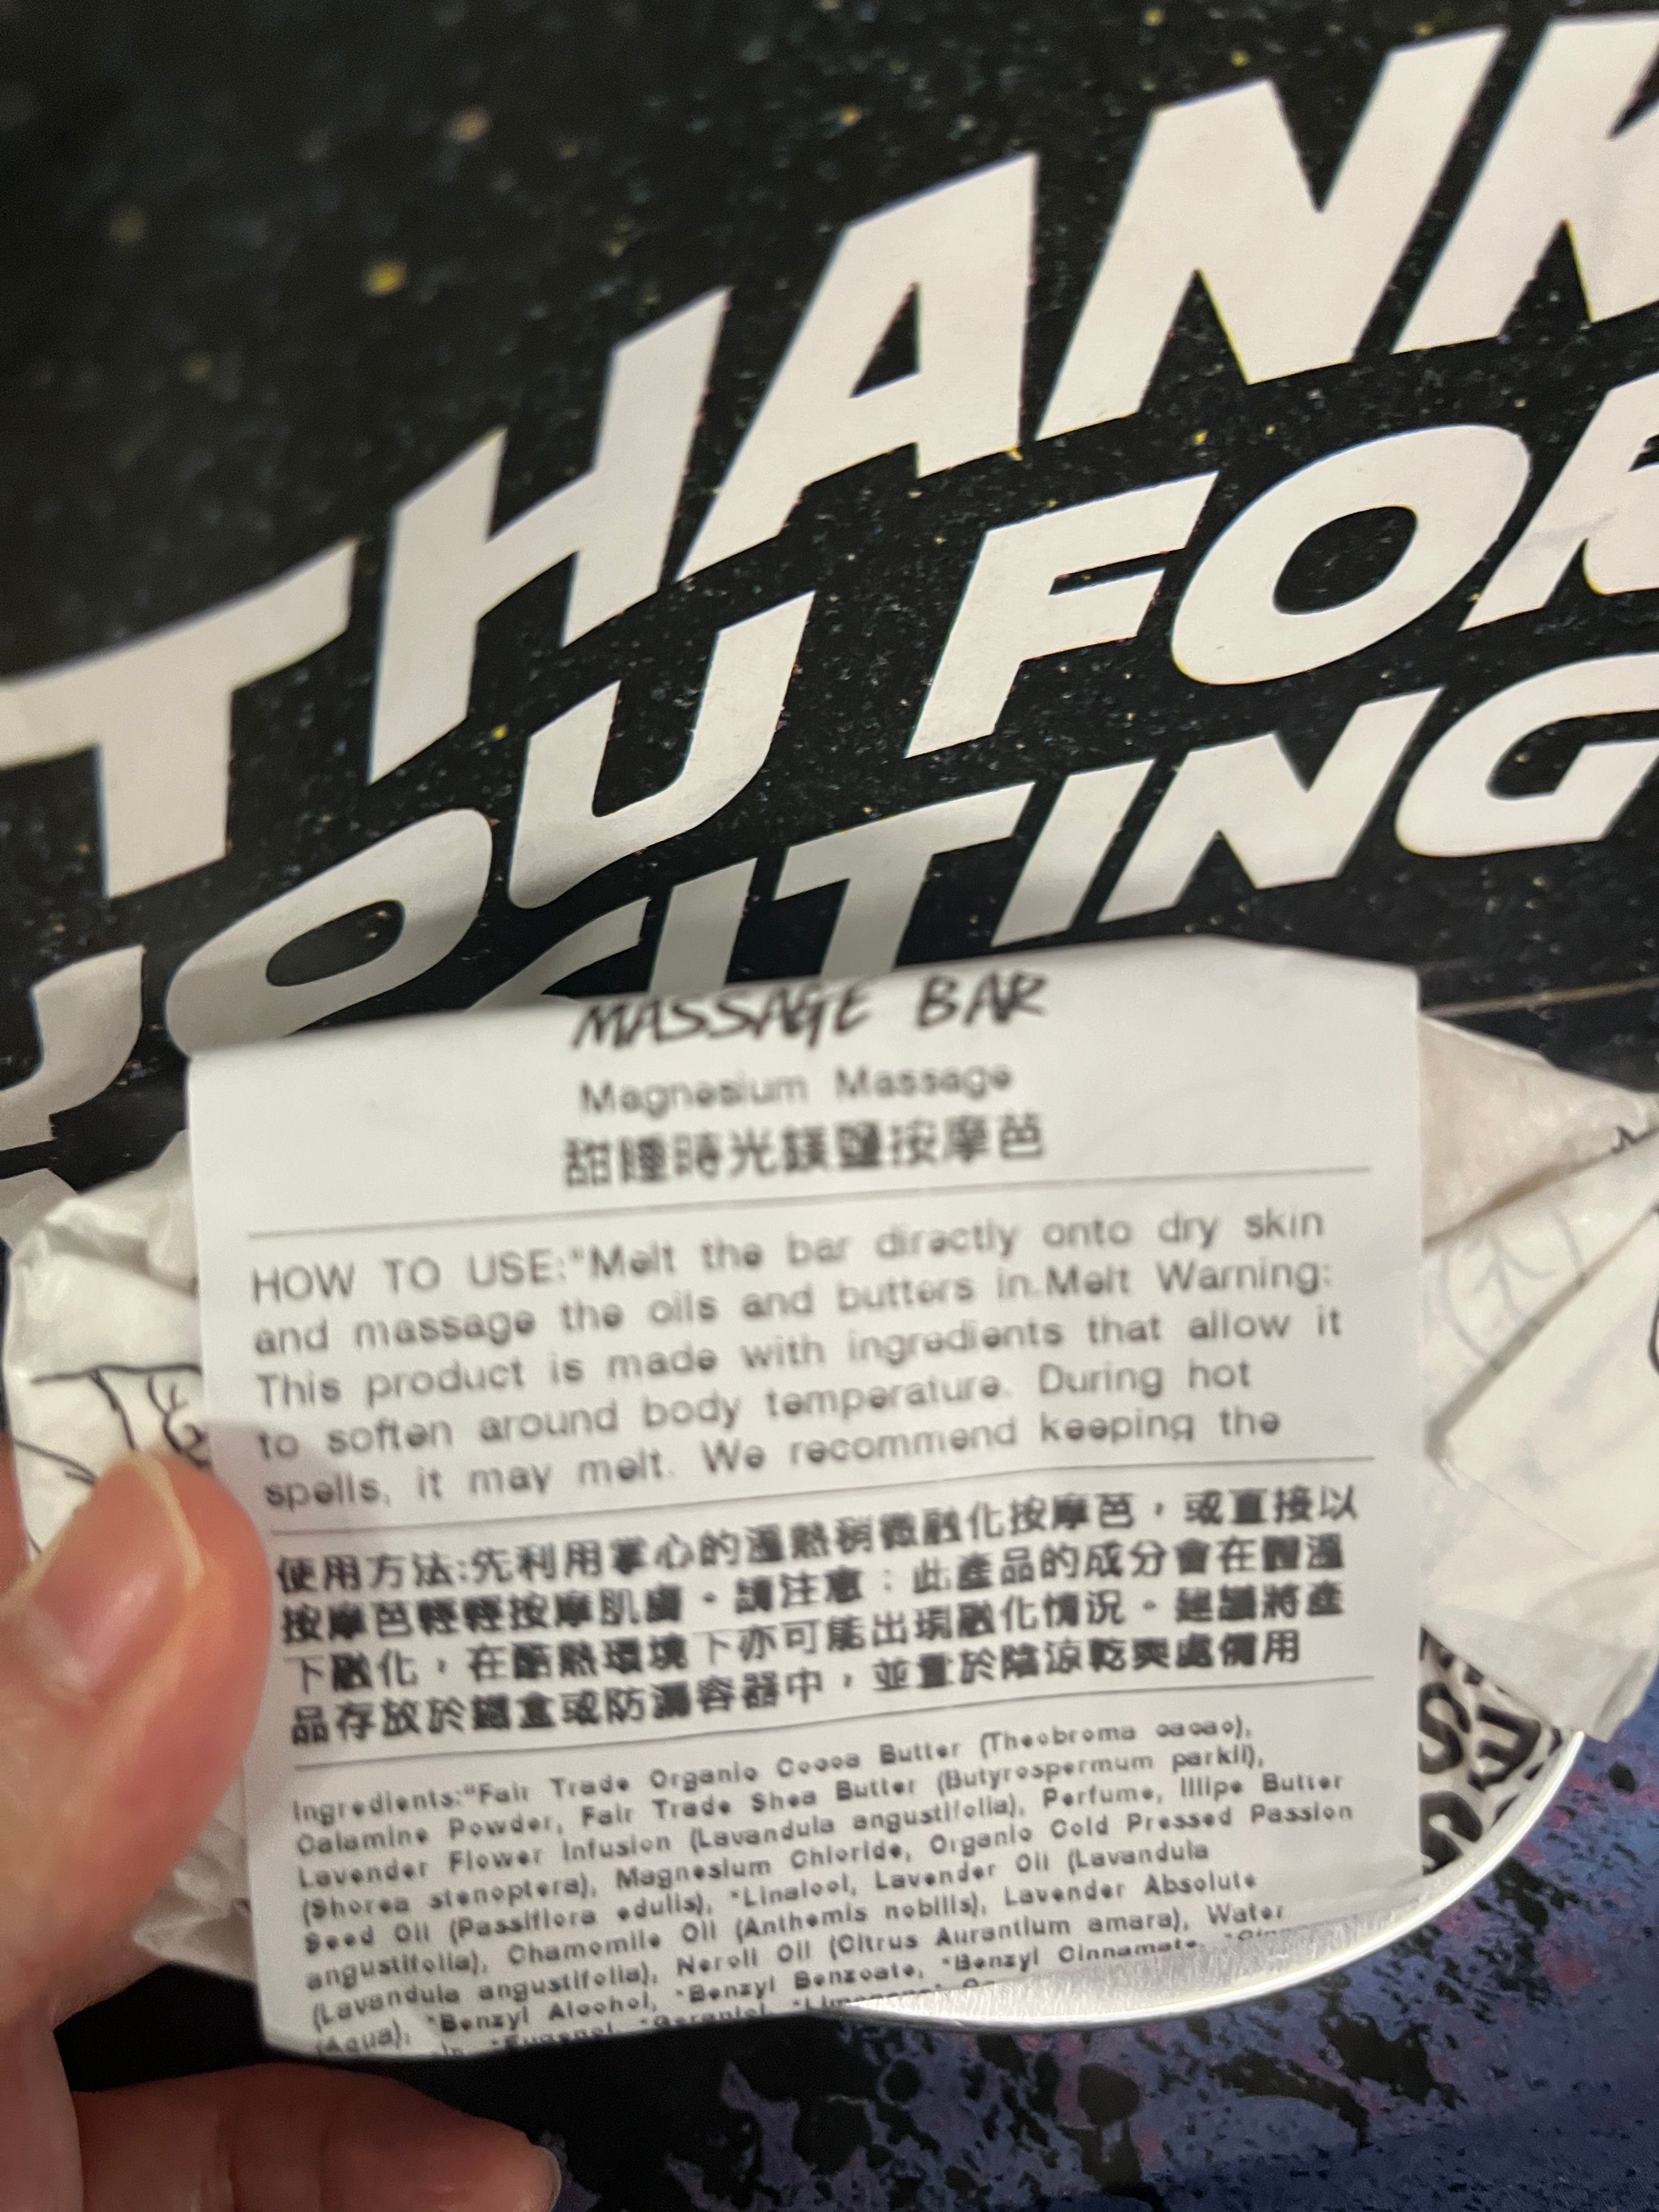 THANK
YOU FOR
SITING
MASSAGE BAR
Magnesium Massage
甜睡時光鎂鹽按摩芭
HOW TO USE:"Melt the bar directly onto dry skin
and massage the oils and butters in.Melt Warning:
This product is made with ingredients that allow it
to soften around body temperature. During hot
spells, it may melt. We recommend keeping the
使用方法:先利用掌心的溫熱稍微融化按摩芭，或直接以
按摩芭輕輕按摩肌膚。請注意：此產品的成分會在體溫
下融化，在酷熱環境下亦可能出現融化情況。建議將產
品存放於鐵盒或防漏容器中，並置於陰涼乾爽處備用
Ingredients:"Fair Trade Organic Cocoa Butter (Theobroma cacao),
Calamine Powder, Fair Trade Shea Butter (Butyrospermum parkii),
Lavender Flower Infusion (Lavandula angustifolia), Perfume, Illipe Butter
(Shorea stenoptera), Magnesium Chloride, Organic Cold Pressed Passion
Seed Oil (Passiflora edulis), *Linalool, Lavender Oil (Lavandula
angustifolia), Chamomile Oil (Anthemis nobilis), Lavender Absolute
(Lavandula angustifolia), Neroli Oil (Citrus Aurantium amara), Water
(Aqua), *Benzyl Alcohol, *Benzyl Benzoate, *Benzyl Cinnamate,
*Eugenol, *Geraniol,